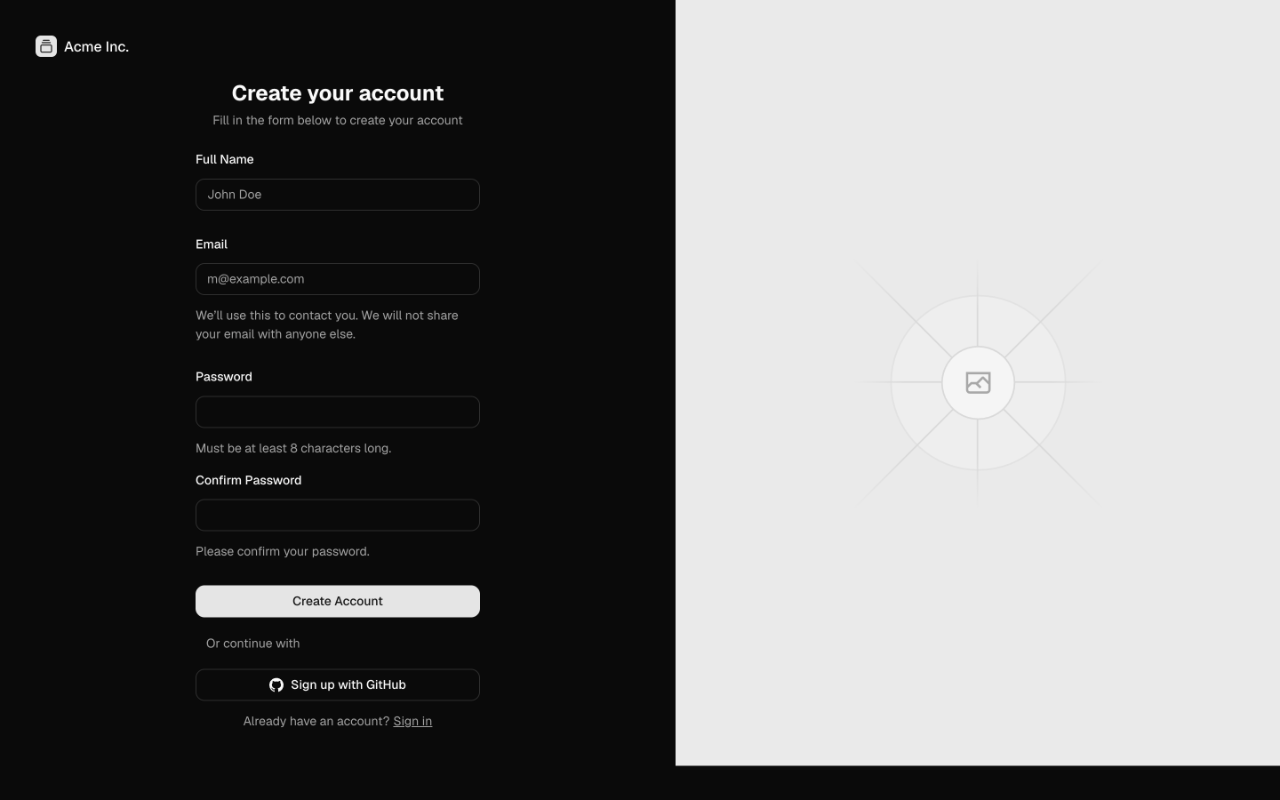 Acme Inc.
Create your account
Fill in the form below to create your account
Full Name
John Doe
Email
m@example.com
We'll use this to contact you. We will not share
your email with anyone else.
Password
Must be at least 8 characters long.
Confirm Password
Please confirm your password.
Create Account
Or continue with
Sign up with GitHub
Already have an account? Sign in